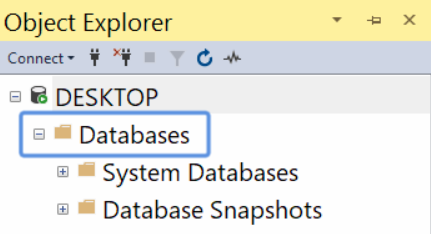 Object Explorer
Connect
DESKTOP
Databases
System Databases
Database Snapshots